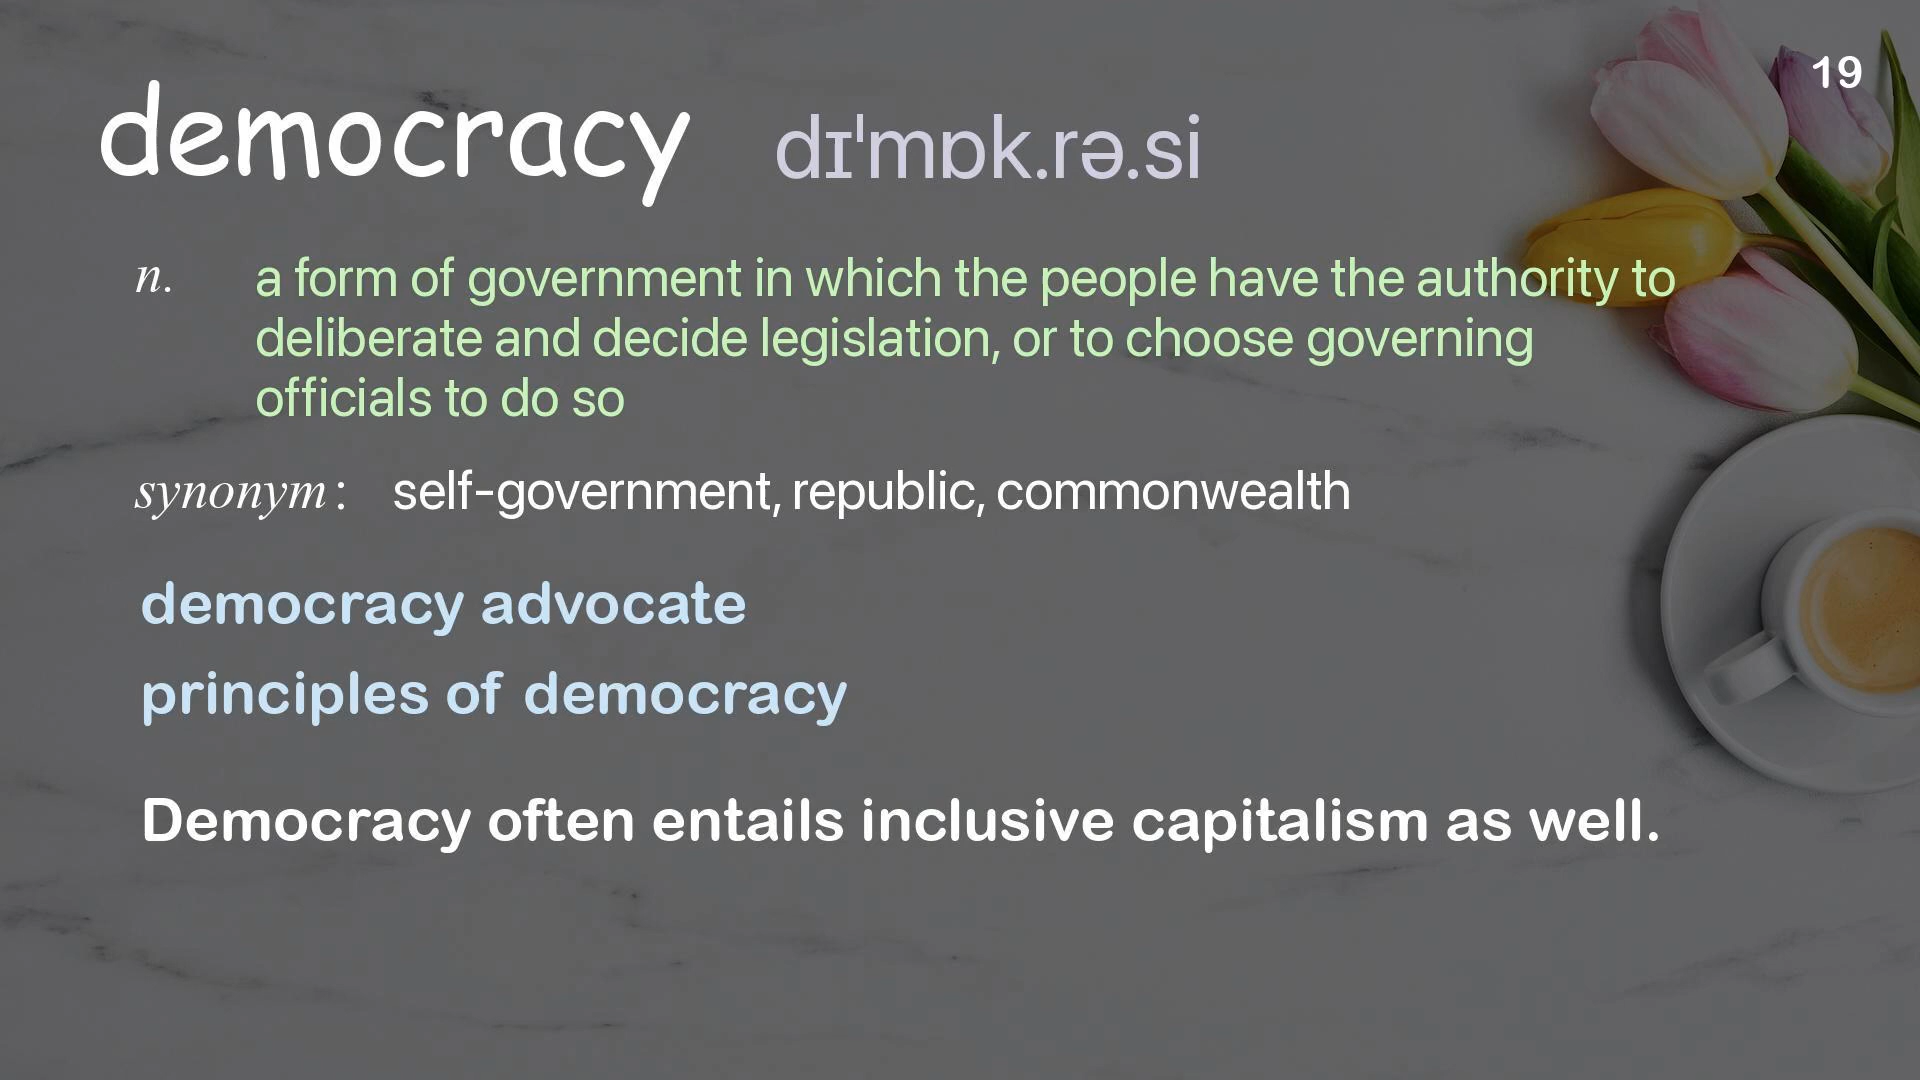 19
democracy dɪˈmɒk.rə.si
n. a form of government in which the people have the authority to
deliberate and decide legislation, or to choose governing
officials to do so
synonym: self-government, republic, commonwealth
democracy advocate
principles of democracy
Democracy often entails inclusive capitalism as well.